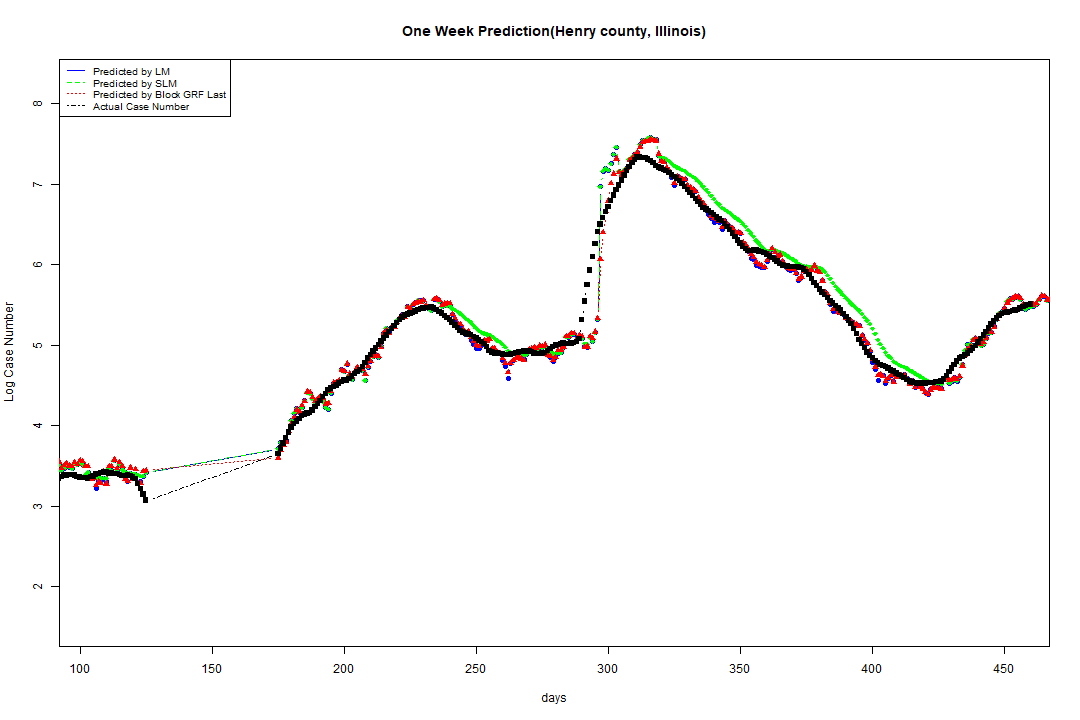 One Week Prediction(Henry county, Illinois)
Predicted by LM
Predicted by SLM
Predicted by Block GRF Last
Actual Case Number
8
7
6
5
4
3
2
Log Case Number
100 150 200 250 300 350 400 450
days